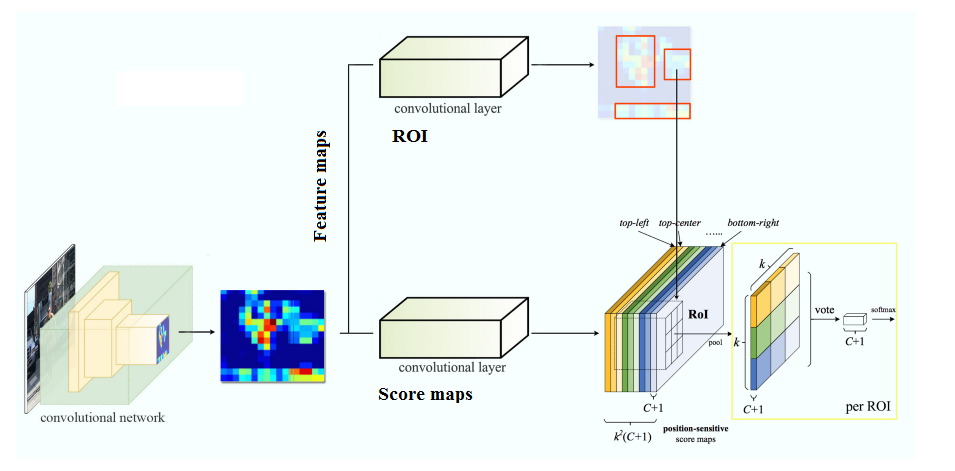 convolutional layer
ROI
Feature maps
top-left top-center ...... bottom-right
k
RoI
pool
k
vote
softmax
C+1
convolutional layer
Score maps
convolutional network
C+1
C+1
per ROI
k²(C+1)
position-sensitive
score maps